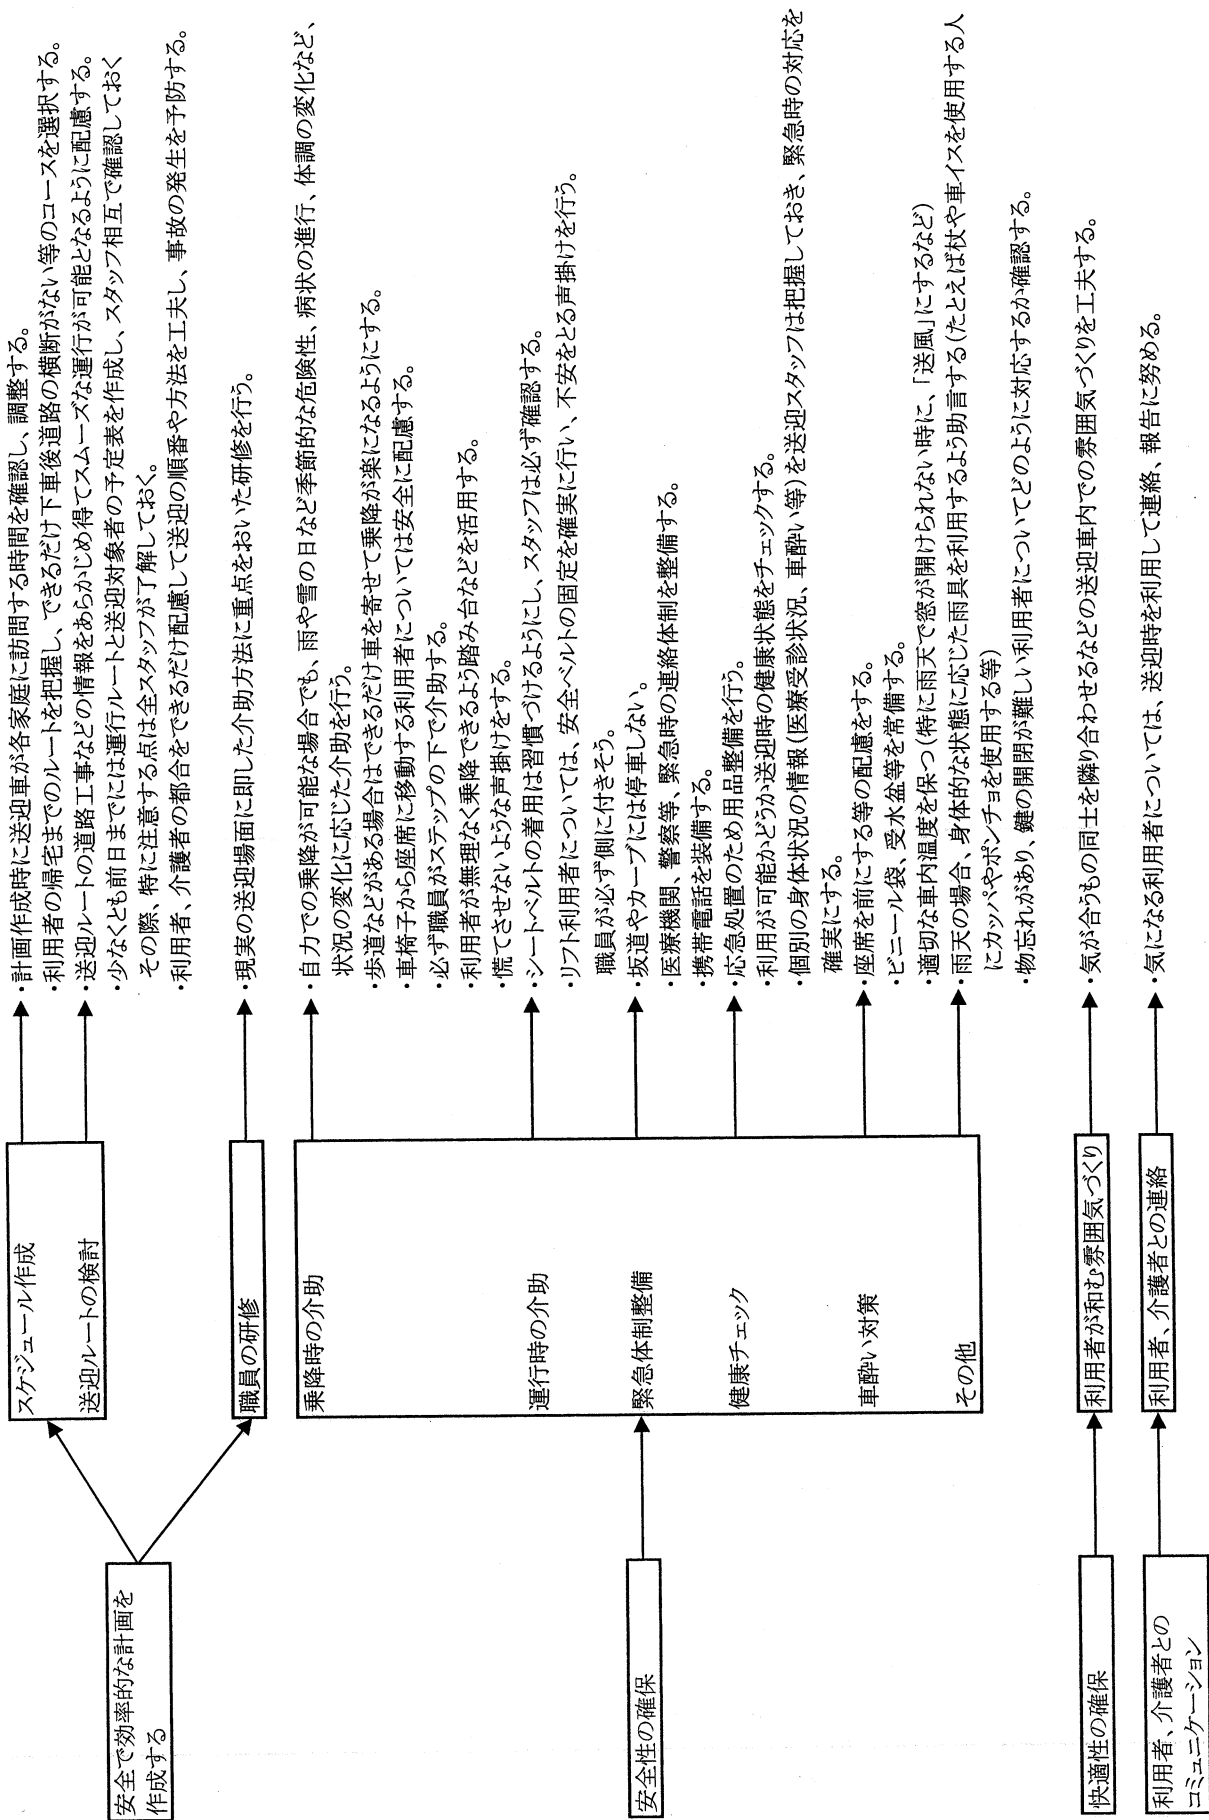 安全で効率的な計画を
作成する
スケジュール作成
・計画作成時に送迎車が各家庭に訪問する時間を確認し、調整する。
・利用者の帰宅までのルートを把握し、できるだけ下車後道路の横断がない等のコースを選択する。
送迎ルートの検討
・送迎ルートの道路工事などの情報をあらかじめ得てスムーズな運行が可能となるように配慮する。
・少なくとも前日までには運行ルートと送迎対象者の予定表を作成し、スタッフ相互で確認しておく
その際、特に注意する点は全スタッフが了解しておく。
・利用者、介護者の都合をできるだけ配慮して送迎の順番や方法を工夫し、事故の発生を予防する。
職員の研修
・現実の送迎場面に即した介助方法に重点をおいた研修を行う。
安全性の確保
乗降時の介助
・自力での乗降が可能な場合でも、雨や雪の日など季節的な危険性、病状の進行、体調の変化など、
状況の変化に応じた介助を行う。
・歩道などがある場合はできるだけ車を寄せて乗降が楽になるようにする。
・車椅子から座席に移動する利用者については安全に配慮する。
・必ず職員がステップの下で介助する。
・利用者が無理なく乗降できるよう踏み台などを活用する。
・慌てさせないような声掛けをする。
運行時の介助
・シートベルトの着用は習慣づけるようにし、スタッフは必ず確認する。
・リフト利用者については、安全ベルトの固定を確実に行い、不安をとる声掛けを行う。
職員が必ず側に付きそう。
緊急体制整備
・坂道やカーブには停車しない。
・医療機関、警察等、緊急時の連絡体制を整備する。
・携帯電話を装備する。
健康チェック
・応急処置のため用品整備を行う。
・利用が可能かどうか送迎時の健康状態をチェックする。
・個別の身体状況の情報(医療受診状況、車酔い等)を送迎スタッフは把握しておき、緊急時の対応を
確実にする。
車酔い対策
・座席を前にする等の配慮をする。
・ビニール袋、受水盆等を常備する。
・適切な車内温度を保つ(特に雨天で窓が開けられない時に、「送風」にするなど)
その他
・雨天の場合、身体的な状態に応じた雨具を利用するよう助言する(たとえば杖や車イスを使用する人
にカッパやポンチョを使用する等)
・物忘れがあり、鍵の開閉が難しい利用者についてどのように対応するか確認する。
快適性の確保
利用者が和む雰囲気づくり
・気が合うもの同士を隣り合わせるなどの送迎車内での雰囲気づくりを工夫する。
利用者、介護者との
コミュニケーション
利用者、介護者との連絡
・気になる利用者については、送迎時を利用して連絡、報告に努める。